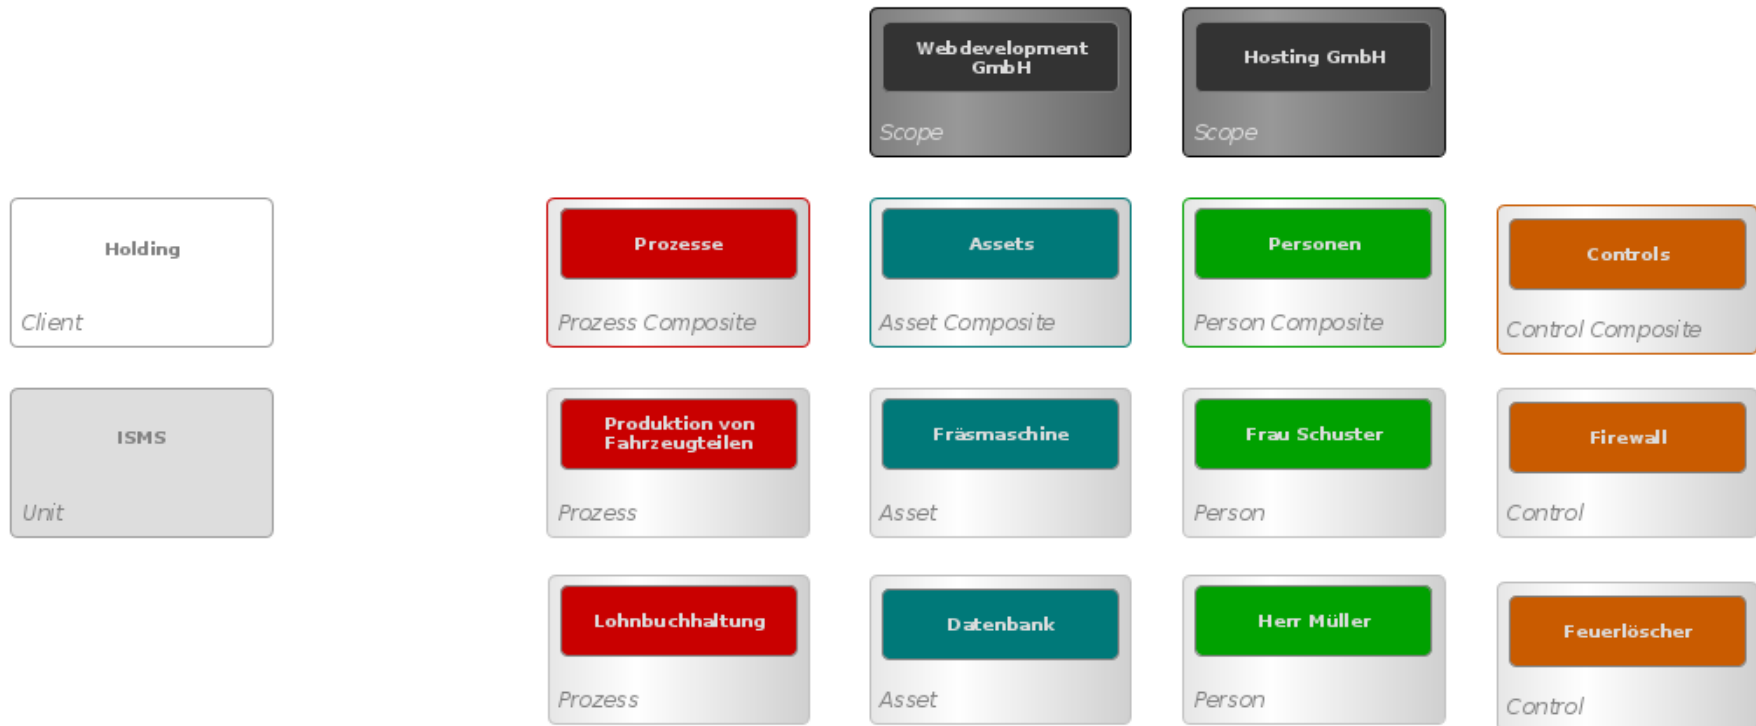 Webdevelopment
GmbH
Scope
Hosting GmbH
Scope
Holding
Client
Prozesse
Prozess Composite
Assets
Asset Composite
Personen
Person Composite
Controls
Control Composite
ISMS
Unit
Produktion von
Fahrzeugteilen
Prozess
Fräsmaschine
Asset
Frau Schuster
Person
Firewall
Control
Lohnbuchhaltung
Prozess
Datenbank
Asset
Herr Müller
Person
Feuerlöscher
Control